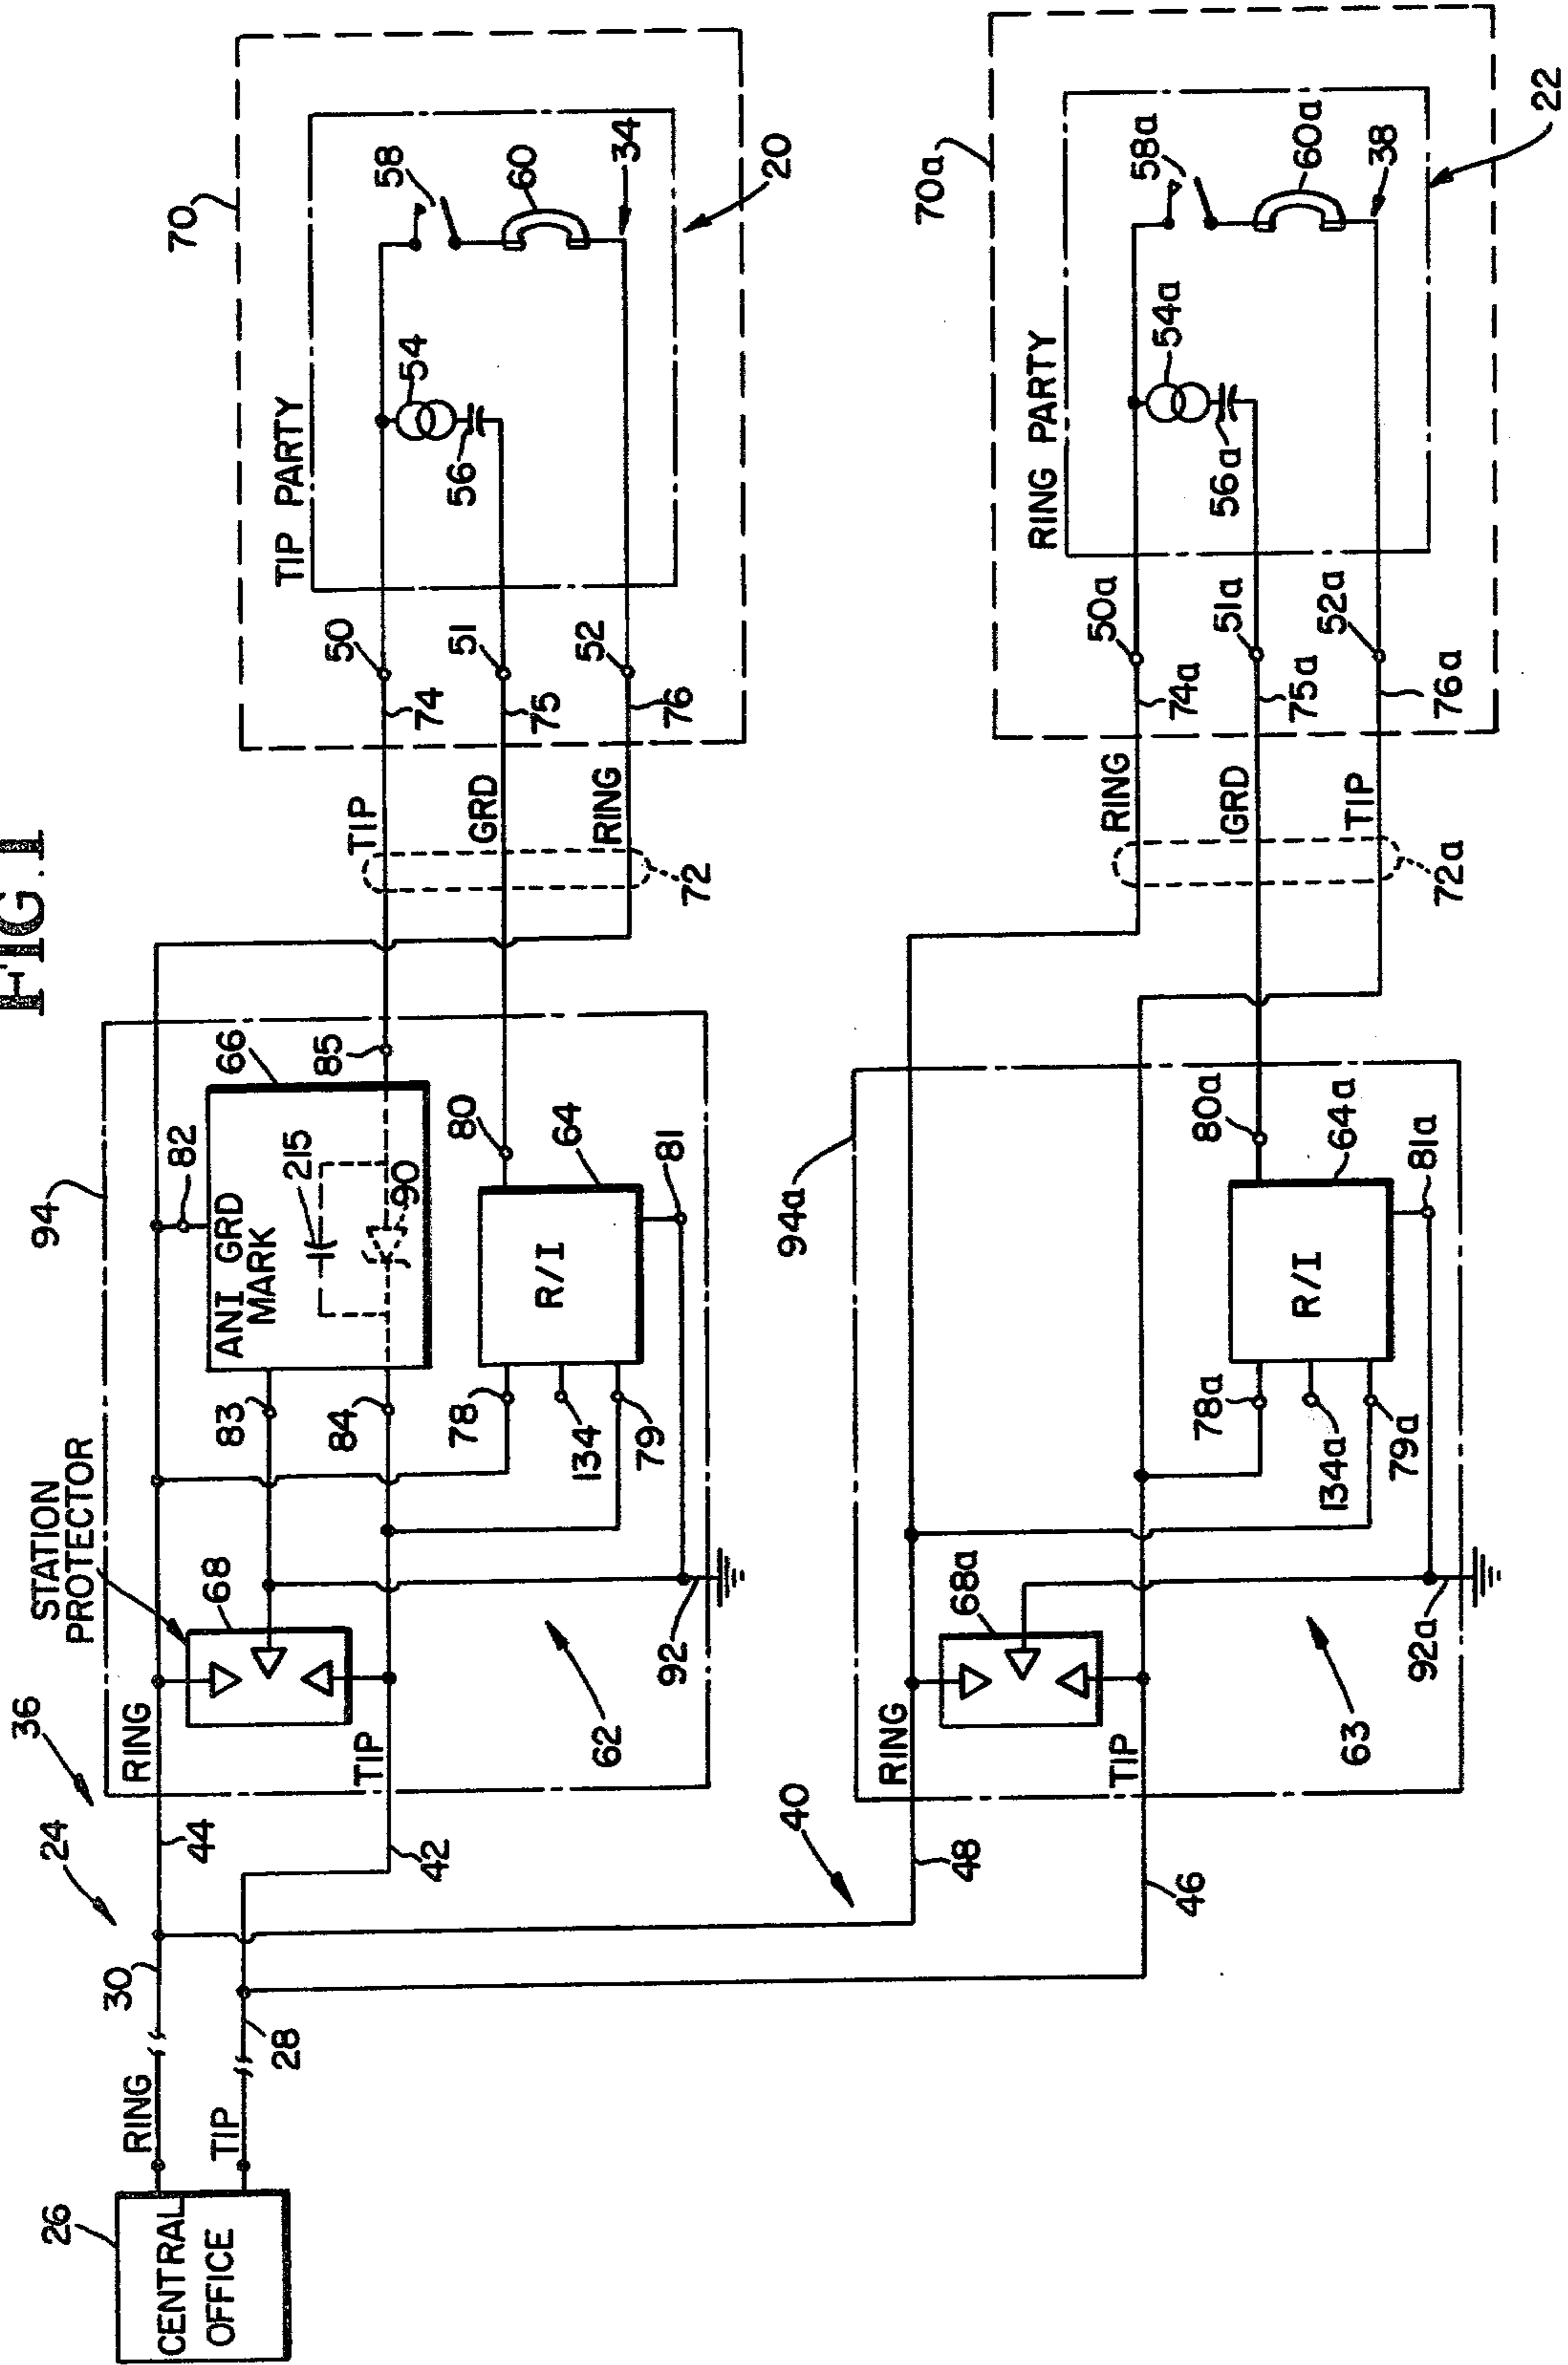 FIG. 1
26
CENTRAL
OFFICE
RING
TIP
30
28
24
36
44
42
RING
TIP
STATION
PROTECTOR
68
94
83
84
ANI GRD
MARK
82
66
215
90
85
78
134
79
R/I
80
64
81
92
62
TIP
GRD
RING
72
70
74
75
76
50
51
52
TIP PARTY
54
56
58
60
34
20
40
48
46
RING
TIP
68a
94a
78a
134a
79a
R/I
80a
64a
81a
92a
63
RING
GRD
TIP
72a
70a
74a
75a
76a
50a
51a
52a
RING PARTY
54a
56a
58a
60a
38
22